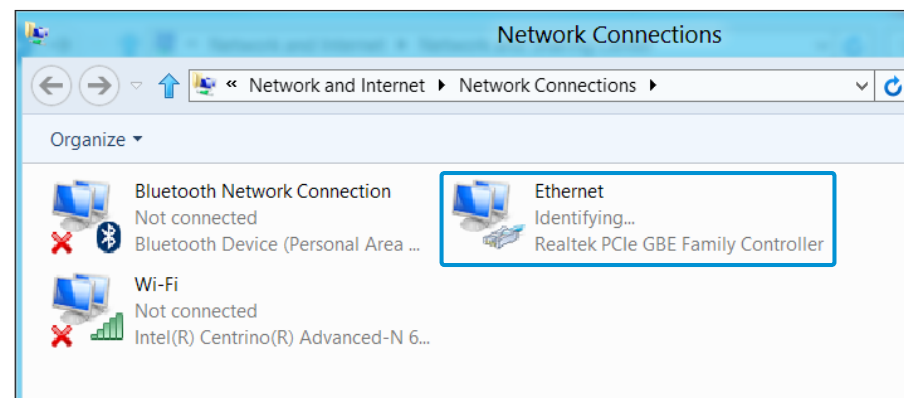 Network Connections
« Network and Internet Network Connections
Organize
Bluetooth Network Connection
Not connected
Bluetooth Device (Personal Area ...
Ethernet
Identifying...
Realtek PCIe GBE Family Controller
Wi-Fi
Not connected
Intel(R) Centrino(R) Advanced-N 6...